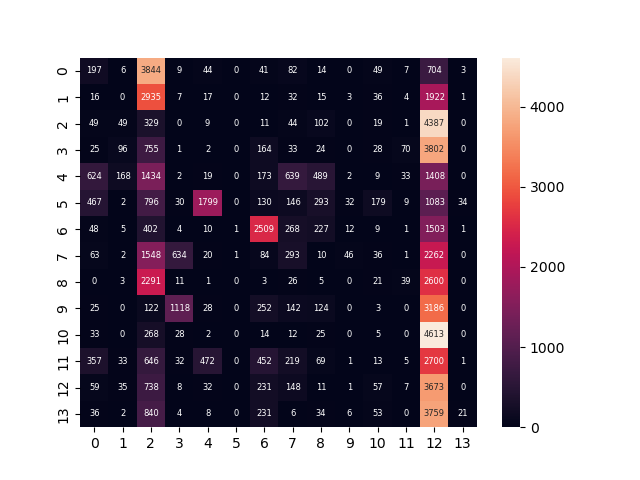 0 197 6 3844 9 44 0 41 82 14 0 49 7 704 3
1 16 0 2935 7 17 0 12 32 15 3 36 4 1922 1
2 49 49 329 0 9 0 11 44 102 0 19 1 4387 0
3 25 96 755 1 2 0 164 33 24 0 28 70 3802 0
4 624 168 1434 2 19 0 173 639 489 2 9 33 1408 0
5 467 2 796 30 1799 0 130 146 293 32 179 9 1083 34
6 48 5 402 4 10 1 2509 268 227 12 9 1 1503 1
7 63 2 1548 634 20 1 84 293 10 46 36 1 2262 0
8 0 3 2291 11 1 0 3 26 5 0 21 39 2600 0
9 25 0 122 1118 28 0 252 142 124 0 3 0 3186 0
10 33 0 268 28 2 0 14 12 25 0 5 0 4613 0
11 357 33 646 32 472 0 452 219 69 1 13 5 2700 1
12 59 35 738 8 32 0 231 148 11 1 57 7 3673 0
13 36 2 840 4 8 0 231 6 34 6 53 0 3759 21
0 1 2 3 4 5 6 7 8 9 10 11 12 13
4000
3000
2000
1000
0